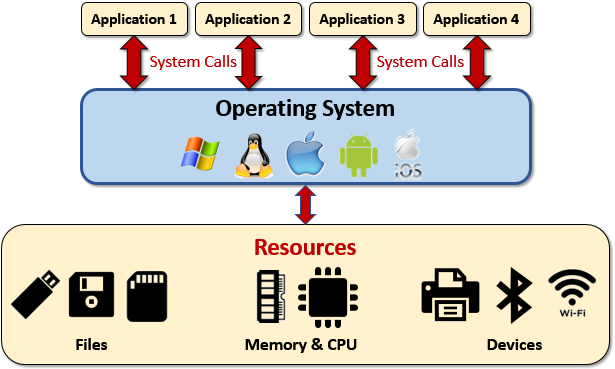 Application 1
Application 2
Application 3
Application 4
System Calls
System Calls
Operating System
iOS
Resources
Wi-Fi
Files
Memory & CPU
Devices